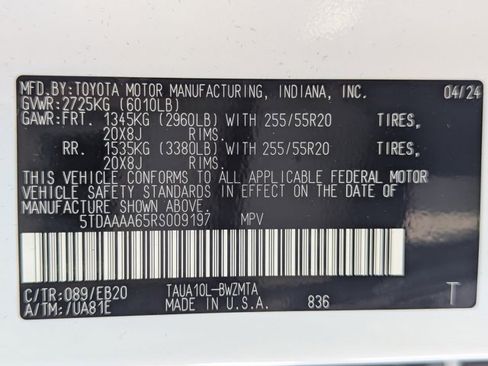 MFD.BY:TOYOTA MOTOR MANUFACTURING, INDIANA, INC. 04/24
GVWR:2725KG (6010LB)
GAWR:FRT. 1345KG (2960LB) WITH 255/55R20 TIRES,
20X8J RIMS.
RR. 1535KG (3380LB) WITH 255/55R20 TIRES,
20X8J RIMS.
THIS VEHICLE CONFORMS TO ALL APPLICABLE FEDERAL MOTOR
VEHICLE SAFETY STANDARDS IN EFFECT ON THE DATE OF
MANUFACTURE SHOWN ABOVE.
5TDAAAA65RS009197 MPV
C/TR:089/EB20 TAUA10L-BWZMTA T
A/TM:/UA81E MADE IN U.S.A. 836